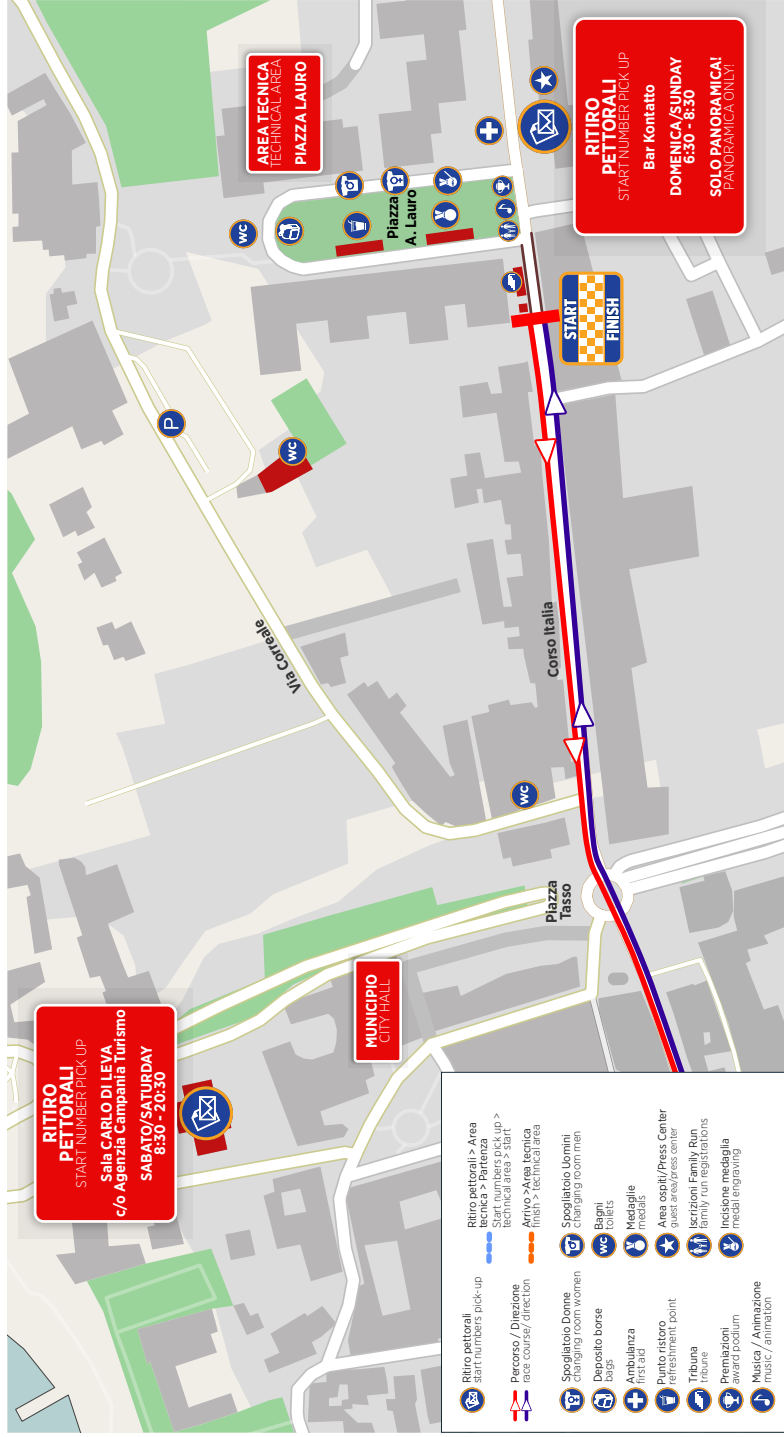 RITIRO
PETTORALI
START NUMBER PICK UP
Sala CARLO DI LEVA
c/o Agenzia Campania Turismo
SABATO/SATURDAY
8:30 - 20:30
MUNICIPIO
CITY HALL
Piazza
Tasso
WC
Via Correale
Corso Italia
P
WC
WC
START
FINISH
Piazza
A. Lauro
AREA TECNICA
TECHNICAL AREA
PIAZZA LAURO
RITIRO
PETTORALI
START NUMBER PICK UP
Bar Kontatto
DOMENICA/SUNDAY
6:30 - 8:30
SOLO PANORAMICA!
PANORAMICA ONLY!
Ritiro pettorali
start numbers pick-up
Percorso / Direzione
race course/ direction
Ritiro pettorali > Area
tecnica > Partenza
Start numbers pick up >
technical area > start
Arrivo >Area tecnica
finish > technical area
Spogliatoio Donne
changing room women
Deposito borse
bags
Ambulanza
first aid
Punto ristoro
refreshment point
Tribuna
tribune
Premiazioni
award podium
Musica / Animazione
music / animation
Spogliatoio Uomini
changing room men
WC
Bagni
toilets
Medaglie
medals
Area ospiti/Press Center
guest area/press center
Iscrizioni Family Run
family run registrations
Incisione medaglia
medal engraving